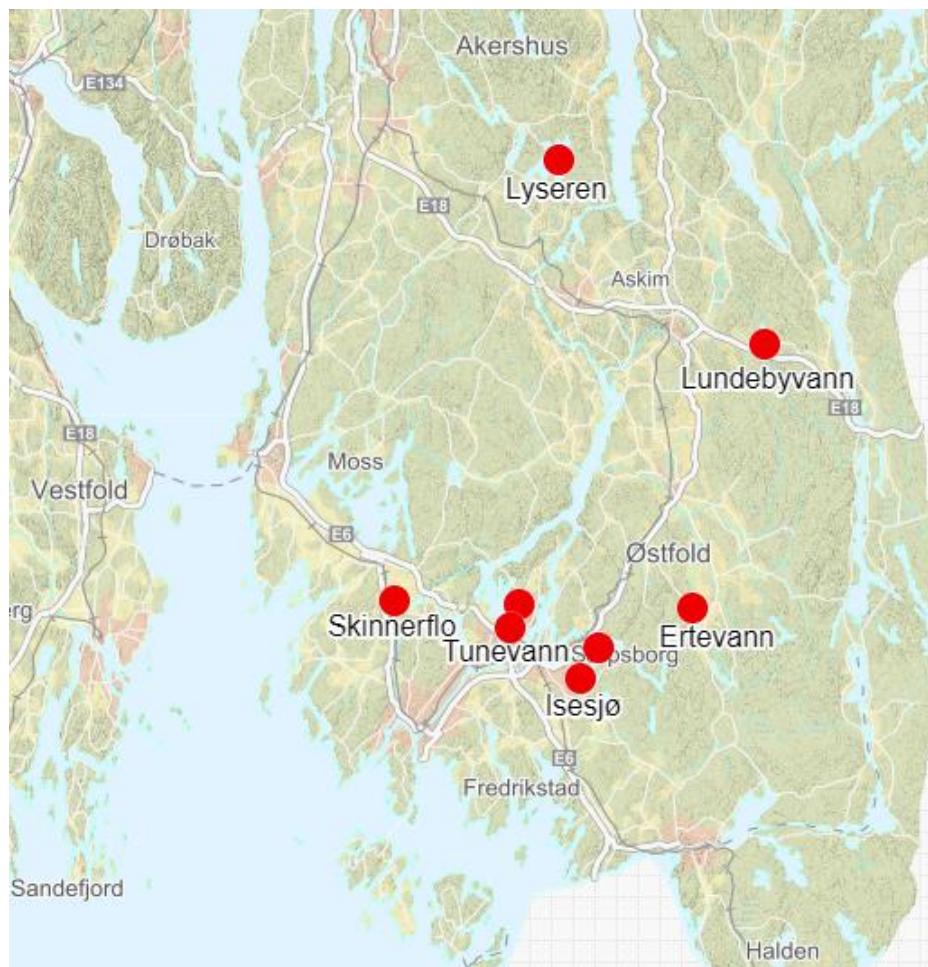 Akershus
E134
Lyseren
E18
Drøbak
Askim
Lundebyvann
E18
E18
Moss
Vestfold
E6
Østfold
Skinnerflo
Tunevann
Ertevann
Isesjø
E6
Fredrikstad
Sandefjord
Halden